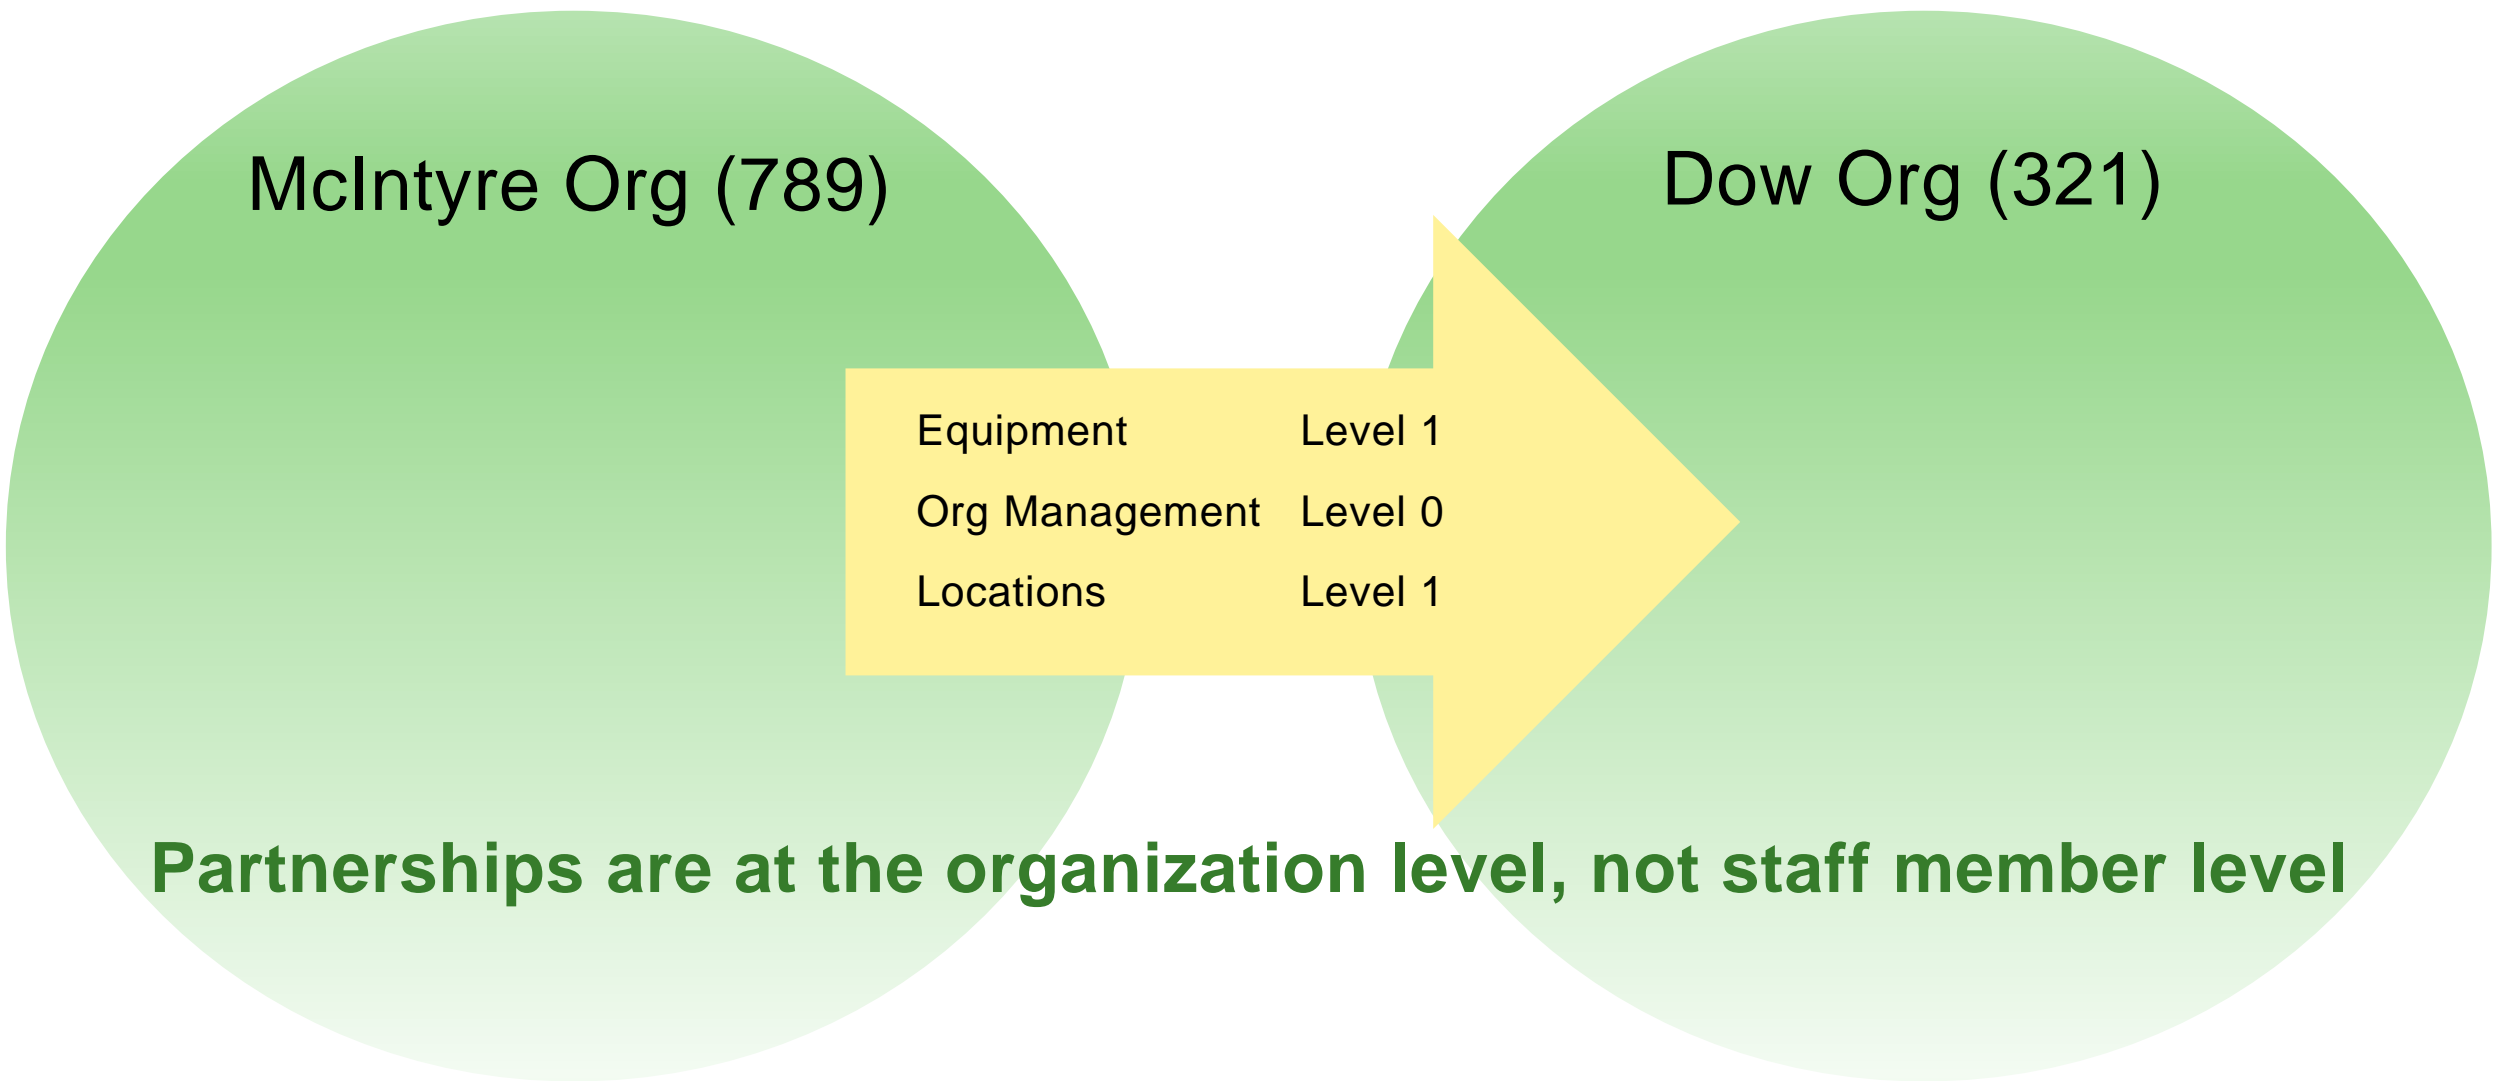 McIntyre Org (789)
Dow Org (321)
Equipment Level 1
Org Management Level 0
Locations Level 1
Partnerships are at the organization level, not staff member level